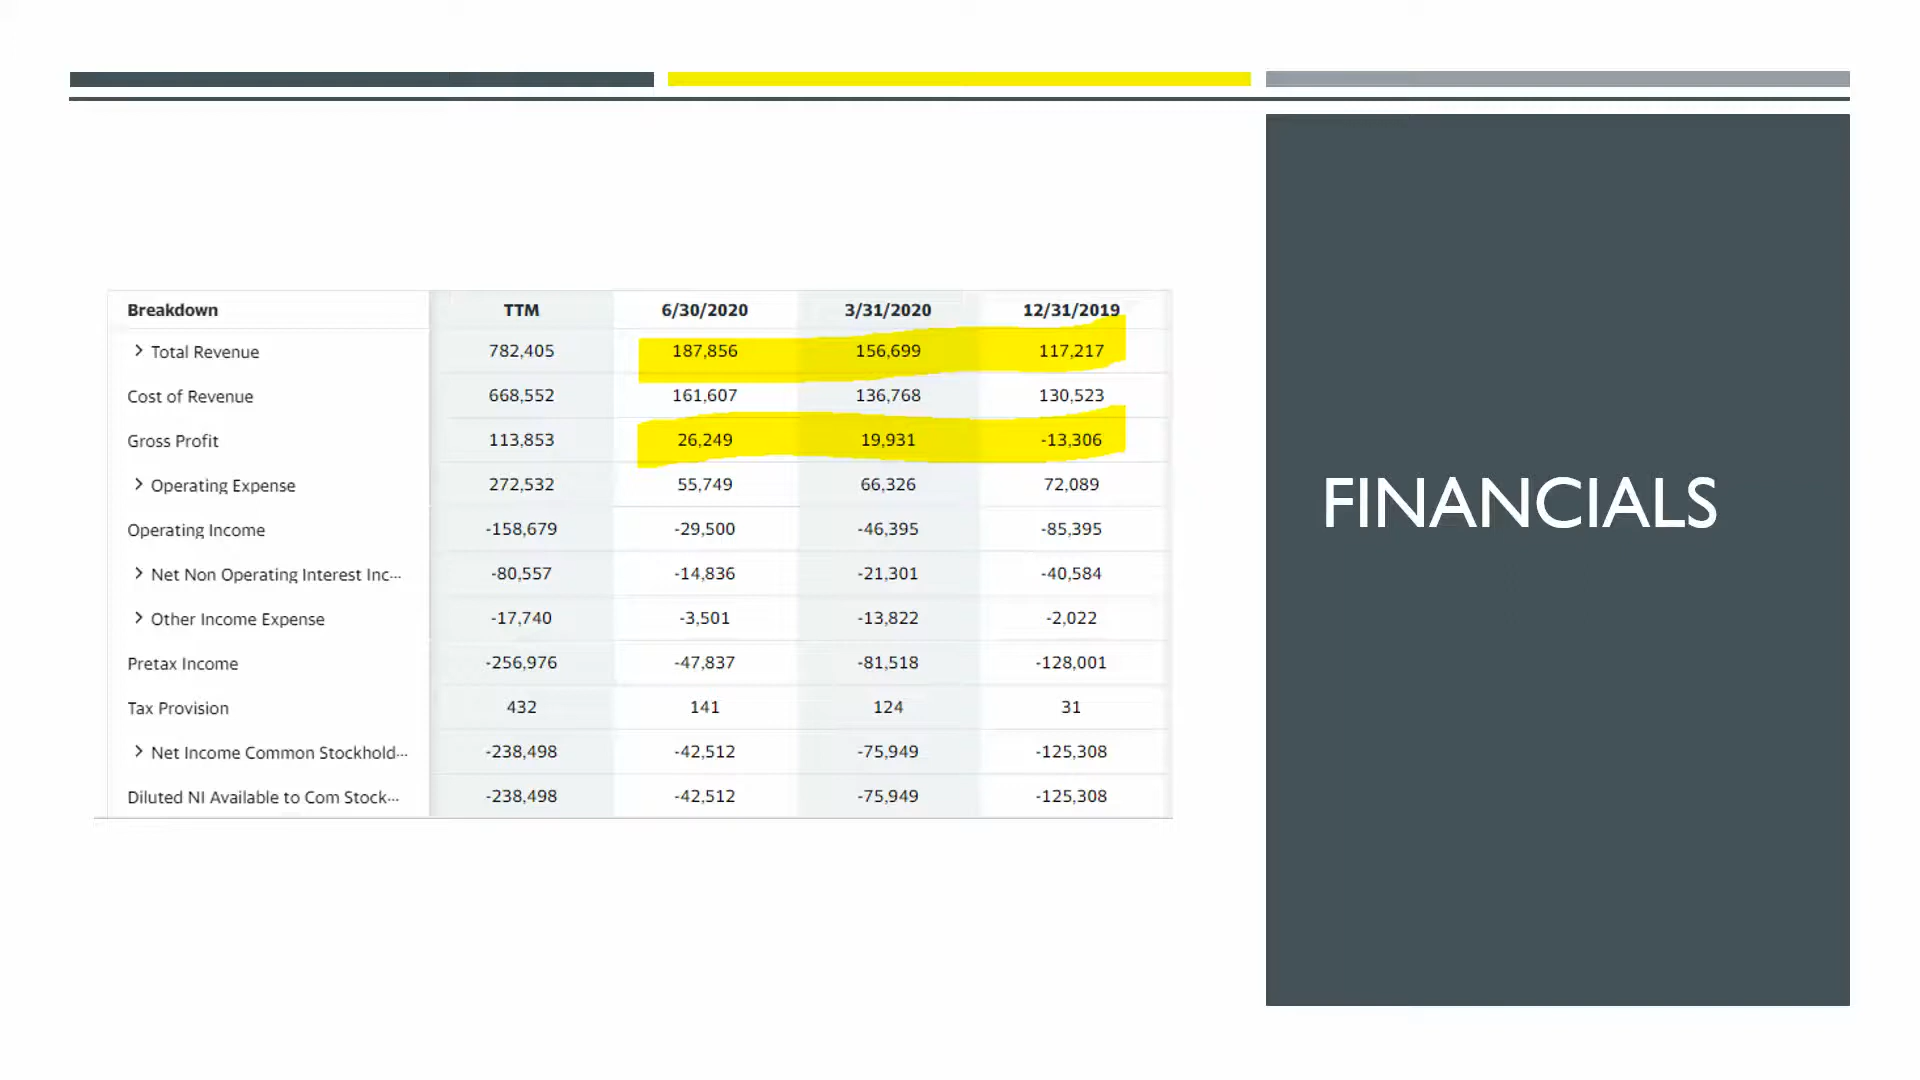 Breakdown TTM 6/30/2020 3/31/2020 12/31/2019
Total Revenue 782,405 187,856 156,699 117,217
Cost of Revenue 668,552 161,607 136,768 130,523
Gross Profit 113,853 26,249 19,931 -13,306
Operating Expense 272,532 55,749 66,326 72,089
Operating Income -158,679 -29,500 -46,395 -85,395
Net Non Operating Interest Inc... -80,557 -14,836 -21,301 -40,584
Other Income Expense -17,740 -3,501 -13,822 -2,022
Pretax Income -256,976 -47,837 -81,518 -128,001
Tax Provision 432 141 124 31
Net Income Common Stockhold... -238,498 -42,512 -75,949 -125,308
Diluted NI Available to Com Stock... -238,498 -42,512 -75,949 -125,308
FINANCIALS